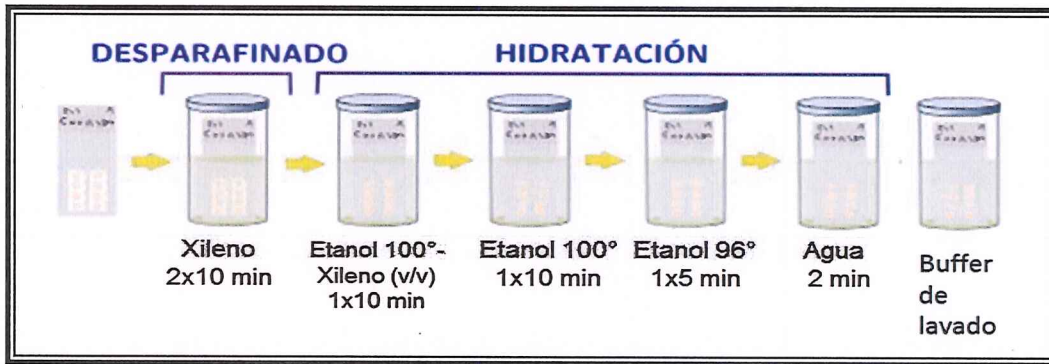 DESPARAFINADO
HIDRATACIÓN
Xileno
2x10 min
Etanol 100°-
Xileno (v/v)
1x10 min
Etanol 100°
1x10 min
Etanol 96°
1x5 min
Agua
2 min
Buffer
de
lavado